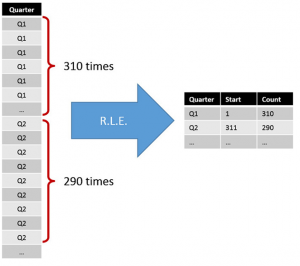 Quarter
Q1
Q1
Q1
Q1
Q1
Q1
...
Q2
Q2
Q2
Q2
Q2
Q2
Q2
Q2
Q2
...
310 times
290 times
R.L.E.
Quarter Start Count
Q1 1 310
Q2 311 290
... ... ...